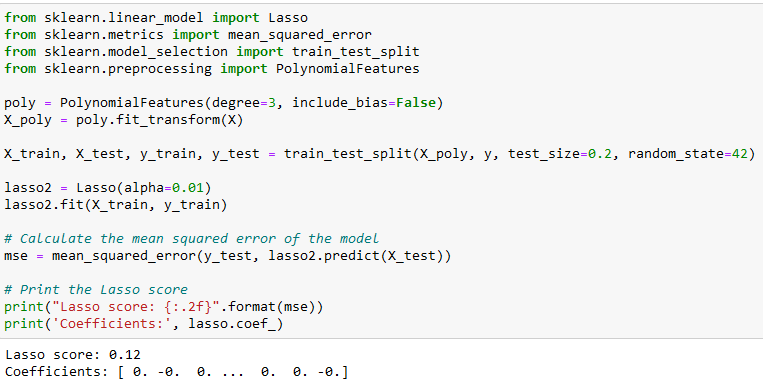 from sklearn.linear_model import Lasso
from sklearn.metrics import mean_squared_error
from sklearn.model_selection import train_test_split
from sklearn.preprocessing import PolynomialFeatures
poly = PolynomialFeatures(degree=3, include_bias=False)
X_poly = poly.fit_transform(X)
X_train, X_test, y_train, y_test = train_test_split(X_poly, y, test_size=0.2, random_state=42)
lasso2 = Lasso(alpha=0.01)
lasso2.fit(X_train, y_train)
# Calculate the mean squared error of the model
mse = mean_squared_error(y_test, lasso2.predict(X_test))
# Print the Lasso score
print("Lasso score: {:.2f}".format(mse))
print('Coefficients:', lasso.coef_)
Lasso score: 0.12
Coefficients: [ 0. -0.  0. ...  0.  0. -0.]